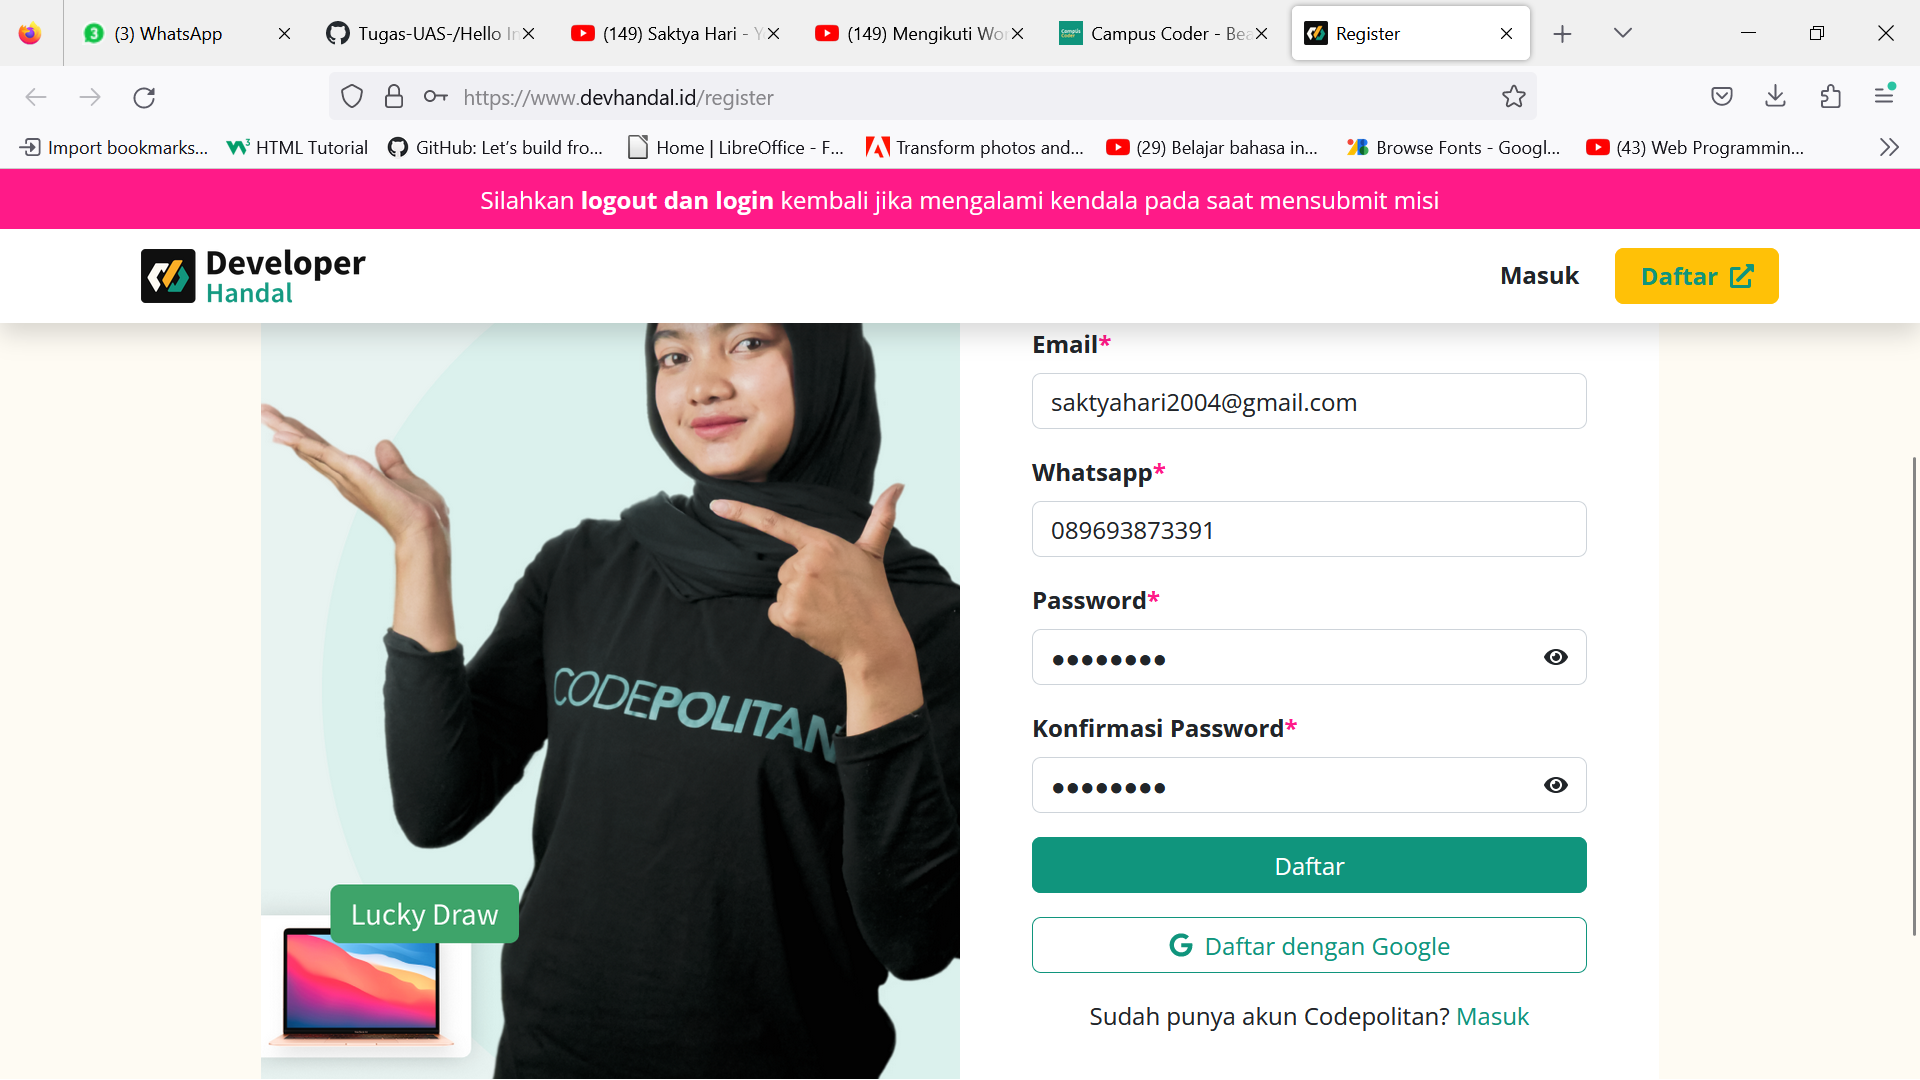 3 (3) WhatsApp
Tugas-UAS-/Hello In
(149) Saktya Hari - Y
(149) Mengikuti Wo
Campus Coder - Bea
Register
https://www.devhandal.id/register
Import bookmarks...
HTML Tutorial
GitHub: Let's build fro...
Home | LibreOffice - F...
Transform photos and...
(29) Belajar bahasa in...
Browse Fonts - Googl...
(43) Web Programmin...
Silahkan logout dan login kembali jika mengalami kendala pada saat mensubmit misi
Developer
Handal
Masuk
Daftar
Email*
saktyahari2004@gmail.com
Whatsapp*
089693873391
Password*
●●●●●●●●
Konfirmasi Password*
●●●●●●●●
Daftar
Daftar dengan Google
Sudah punya akun Codepolitan? Masuk
CODEPOLITAN
Lucky Draw